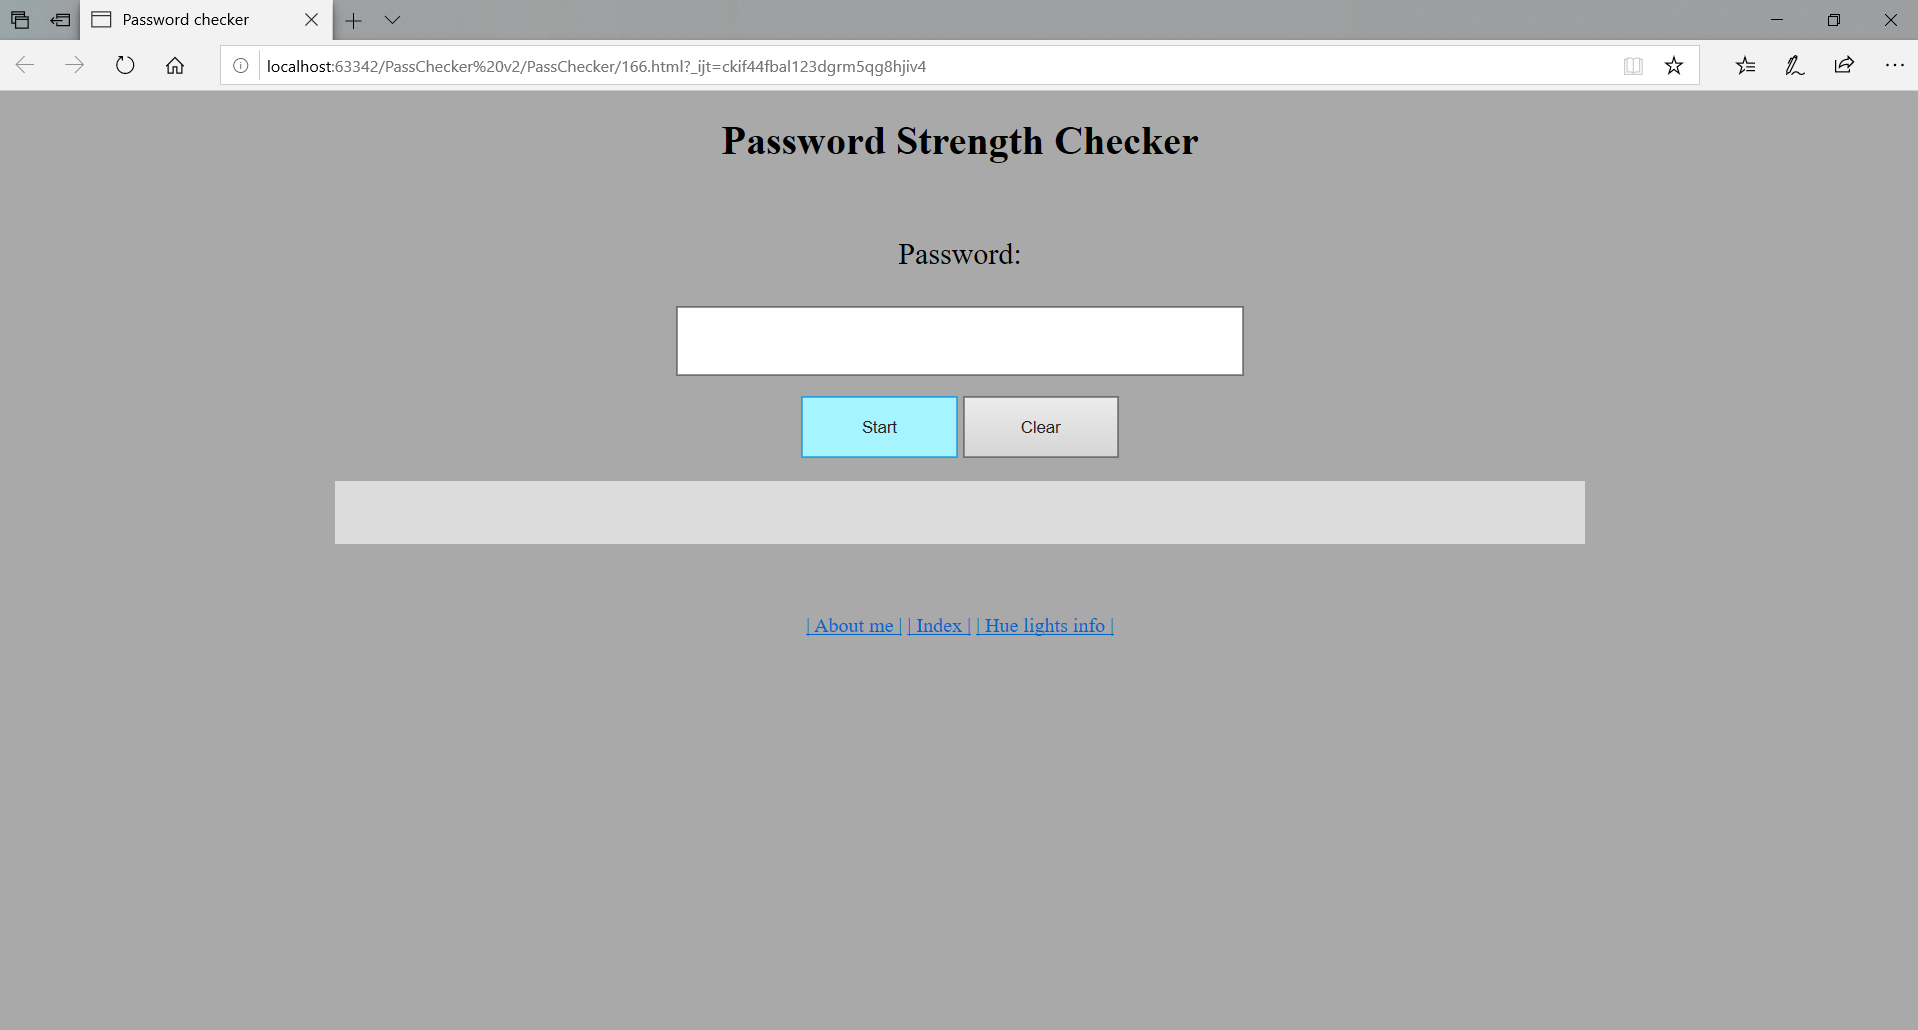 Password checker
localhost:63342/PassChecker%20v2/PassChecker/166.html?_ijt=ckif44fbal123dgrm5qg8hjiv4
Password Strength Checker
Password:
Start Clear
| About me | | Index | | Hue lights info |